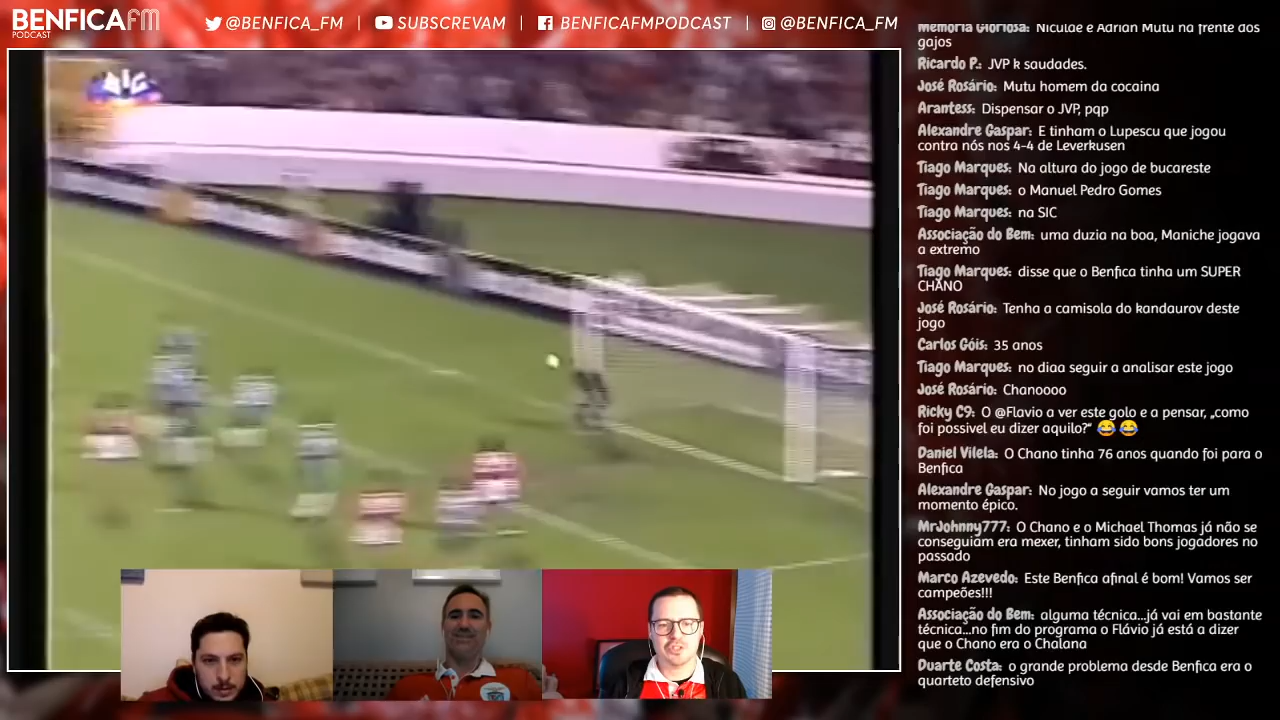 BENFICAFM
PODCAST
@BENFICA_FM | SUBSCREVAM | BENFICAFMPODCAST | @BENFICA_FM
SIC
Memória Gloriosa: Niculae e Adrian Mutu na frente dos
gajos
Ricardo P.: JVP k saudades.
José Rosário: Mutu homem da cocaina
Arantess: Dispensar o JVP, pqp
Alexandre Gaspar: E tinham o Lupescu que jogou
contra nós nos 4-4 de Leverkusen
Tiago Marques: Na altura do jogo de bucareste
Tiago Marques: o Manuel Pedro Gomes
Tiago Marques: na SIC
Associação do Bem: uma duzia na boa, Maniche jogava
a extremo
Tiago Marques: disse que o Benfica tinha um SUPER
CHANO
José Rosário: Tenha a camisola do kandaurov deste
jogo
Carlos Góis: 35 anos
Tiago Marques: no diaa seguir a analisar este jogo
José Rosário: Chanoooo
Ricky C9: O @Flavio a ver este golo e a pensar, „como
foi possivel eu dizer aquilo?“ 😂 😂
Daniel Vilela: O Chano tinha 76 anos quando foi para o
Benfica
Alexandre Gaspar: No jogo a seguir vamos ter um
momento épico.
MrJohnny777: O Chano e o Michael Thomas já não se
conseguiam era mexer, tinham sido bons jogadores no
passado
Marco Azevedo: Este Benfica afinal é bom! Vamos ser
campeões!!!
Associação do Bem: alguma técnica...já vai em bastante
técnica...no fim do programa o Flávio já está a dizer
que o Chano era o Chalana
Duarte Costa: o grande problema desde Benfica era o
quarteto defensivo